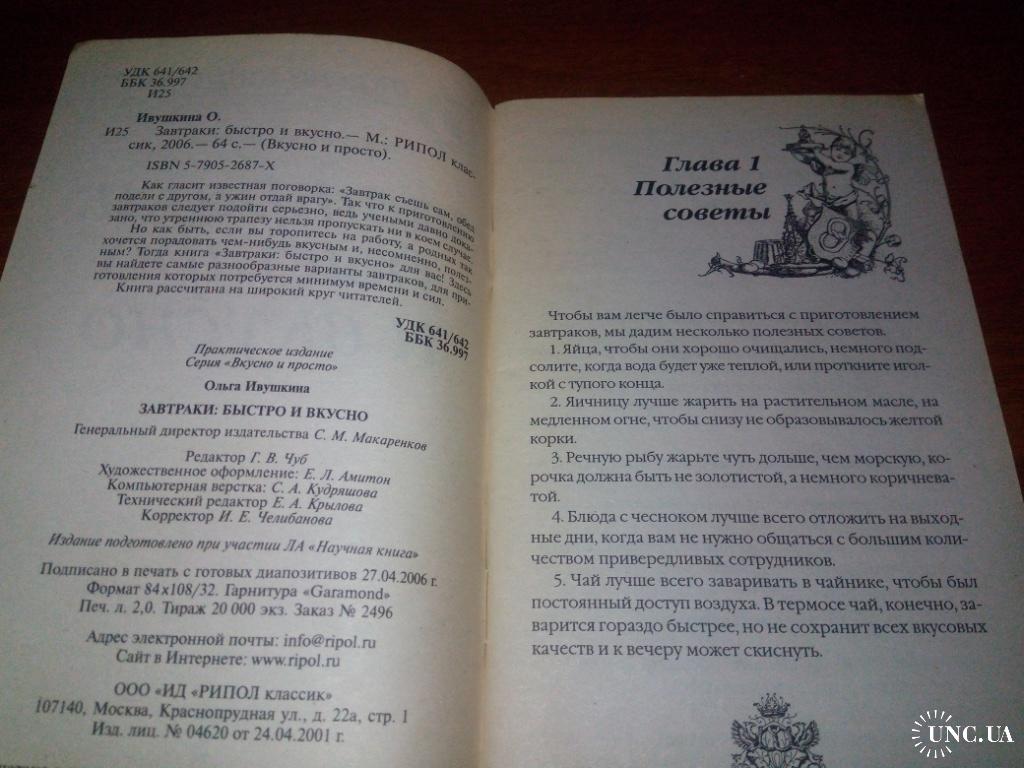 УДК 641/642
ББК 36.997
И25
Ивушкина О.
И25 Завтраки: быстро и вкусно.— М.: РИПОЛ клас-
сик, 2006.— 64 с.— (Вкусно и просто).
ISBN 5-7905-2687-X
Как гласит известная поговорка: «Завтрак съешь сам, обед
подели с другом, а ужин отдай врагу». Так что к приготовлению
завтраков следует подойти серьезно, ведь учеными давно дока-
зано, что утреннюю трапезу нельзя пропускать ни в коем случае.
Но как быть, если вы торопитесь на работу, а родных так
хочется порадовать чем-нибудь вкусным и, несомненно, полез-
ным? Тогда книга «Завтраки: быстро и вкусно» для вас! Здесь
вы найдете самые разнообразные варианты завтраков, для при-
готовления которых потребуется минимум времени и сил.
Книга рассчитана на широкий круг читателей.
УДК 641/642
ББК 36.997
Практическое издание
Серия «Вкусно и просто»
Ольга Ивушкина
ЗАВТРАКИ: БЫСТРО И ВКУСНО
Генеральный директор издательства С. М. Макаренков
Редактор Г. В. Чуб
Художественное оформление: Е. Л. Амитон
Компьютерная верстка: С. А. Кудряшова
Технический редактор Е. А. Крылова
Корректор И. Е. Челибанова
Издание подготовлено при участии ЛА «Научная книга»
Подписано в печать с готовых диапозитивов 27.04.2006 г.
Формат 84х108/32. Гарнитура «Garamond»
Печ. л. 2,0. Тираж 20 000 экз. Заказ № 2496
Адрес электронной почты: info@ripol.ru
Сайт в Интернете: www.ripol.ru
ООО «ИД «РИПОЛ классик»
107140, Москва, Краснопрудная ул., д. 22а, стр. 1
Изд. лиц. № 04620 от 24.04.2001 г.
Глава 1
Полезные
советы
Чтобы вам легче было справиться с приготовлением
завтраков, мы дадим несколько полезных советов.
1. Яйца, чтобы они хорошо очищались, немного под-
солите, когда вода будет уже теплой, или проткните игол-
кой с тупого конца.
2. Яичницу лучше жарить на растительном масле, на
медленном огне, чтобы снизу не образовывалось желтой
корки.
3. Речную рыбу жарьте чуть дольше, чем морскую, ко-
рочка должна быть не золотистой, а немного коричнева-
той.
4. Блюда с чесноком лучше всего отложить на выход-
ные дни, когда вам не нужно общаться с большим коли-
чеством привередливых сотрудников.
5. Чай лучше всего заваривать в чайнике, чтобы был
постоянный доступ воздуха. В термосе чай, конечно, за-
варится гораздо быстрее, но не сохранит всех вкусовых
качеств и к вечеру может скиснуть.
UNC.UA